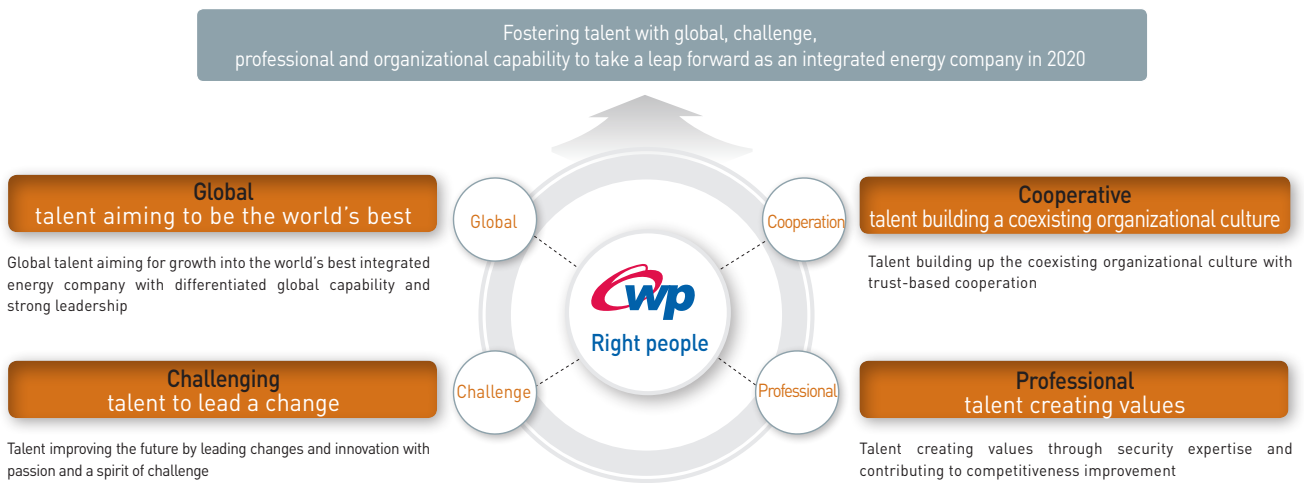 Fostering talent with global, challenge,
professional and organizational capability to take a leap forward as an integrated energy company in 2020
Global
talent aiming to be the world's best
Global talent aiming for growth into the world's best integrated
energy company with differentiated global capability and
strong leadership
Challenging
talent to lead a change
Talent improving the future by leading changes and innovation with
passion and a spirit of challenge
Global
Cooperation
wp
Right people
Challenge
Professional
Cooperative
talent building a coexisting organizational culture
Talent building up the coexisting organizational culture with
trust-based cooperation
Professional
talent creating values
Talent creating values through security expertise and
contributing to competitiveness improvement